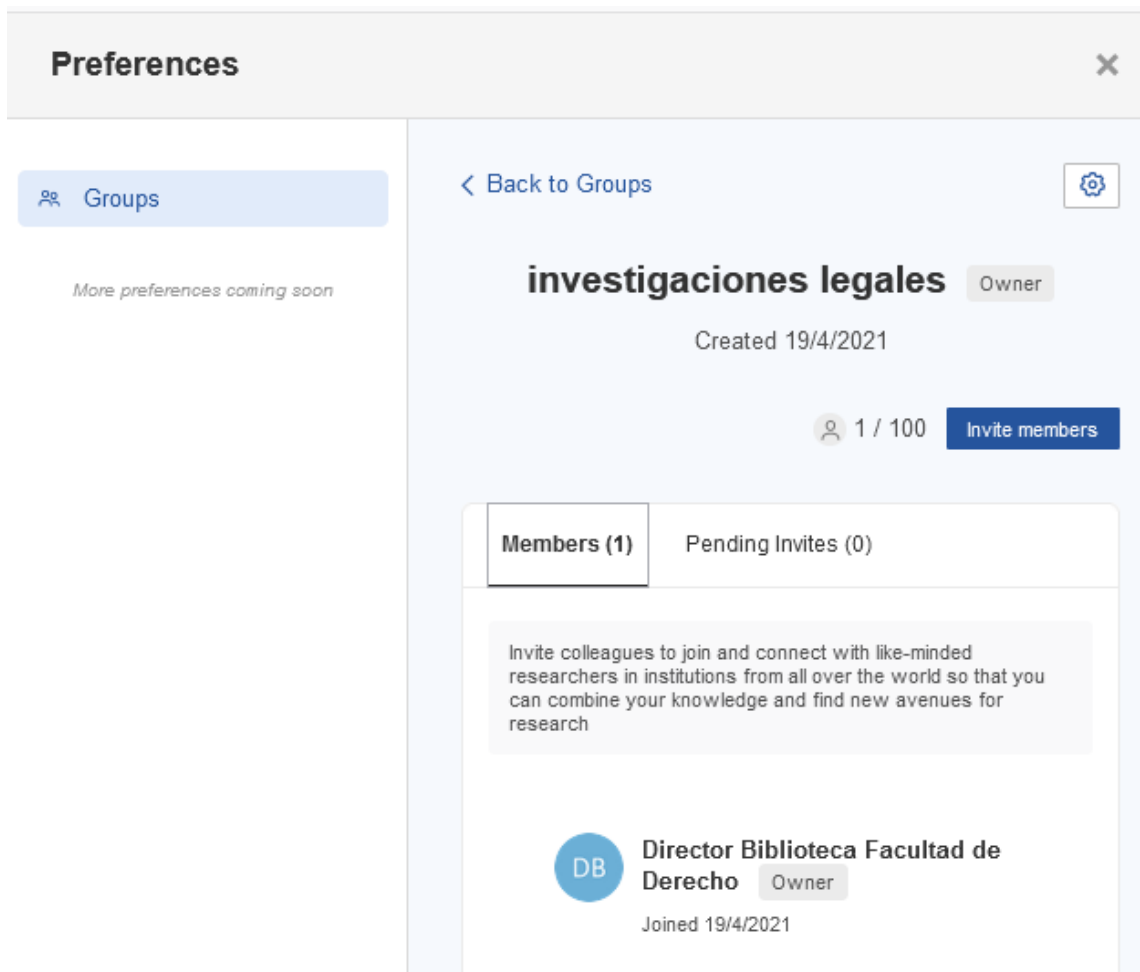 Preferences
Groups
More preferences coming soon
Back to Groups
investigaciones legales Owner
Created 19/4/2021
1 / 100 Invite members
Members (1) Pending Invites (0)
Invite colleagues to join and connect with like-minded
researchers in institutions from all over the world so that you
can combine your knowledge and find new avenues for
research
DB
Director Biblioteca Facultad de
Derecho Owner
Joined 19/4/2021